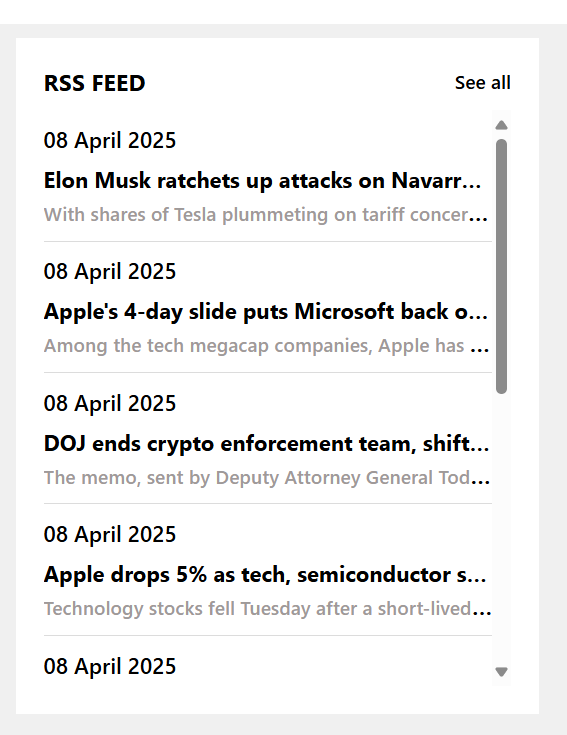 RSS FEED
See all
08 April 2025
Elon Musk ratchets up attacks on Navarr...
With shares of Tesla plummeting on tariff concer...
08 April 2025
Apple's 4-day slide puts Microsoft back o...
Among the tech megacap companies, Apple has ...
08 April 2025
DOJ ends crypto enforcement team, shift...
The memo, sent by Deputy Attorney General Tod...
08 April 2025
Apple drops 5% as tech, semiconductor s...
Technology stocks fell Tuesday after a short-lived...
08 April 2025